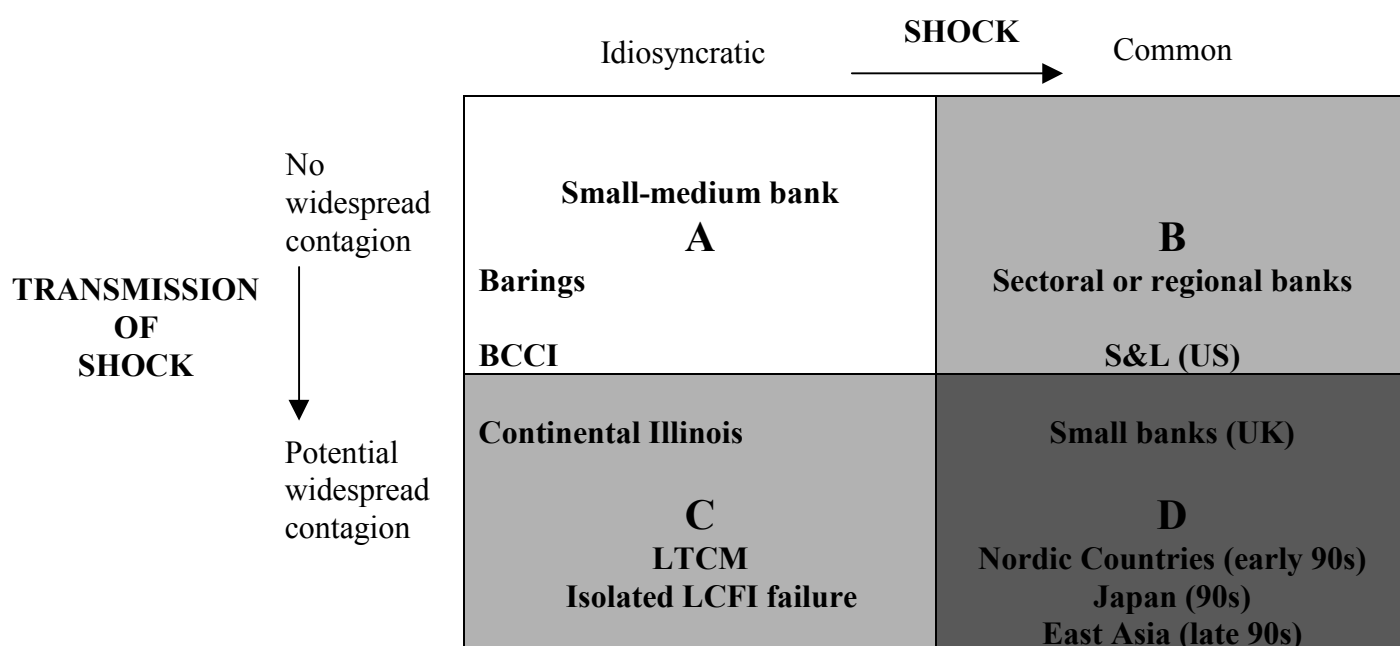 SHOCK
Idiosyncratic
Common
No
widespread
contagion
TRANSMISSION
OF
SHOCK
Potential
widespread
contagion
Small-medium bank
A
Barings
BCCI
B
Sectoral or regional banks
S&L (US)
Continental Illinois
C
LTCM
Isolated LCFI failure
Small banks (UK)
D
Nordic Countries (early 90s)
Japan (90s)
East Asia (late 90s)